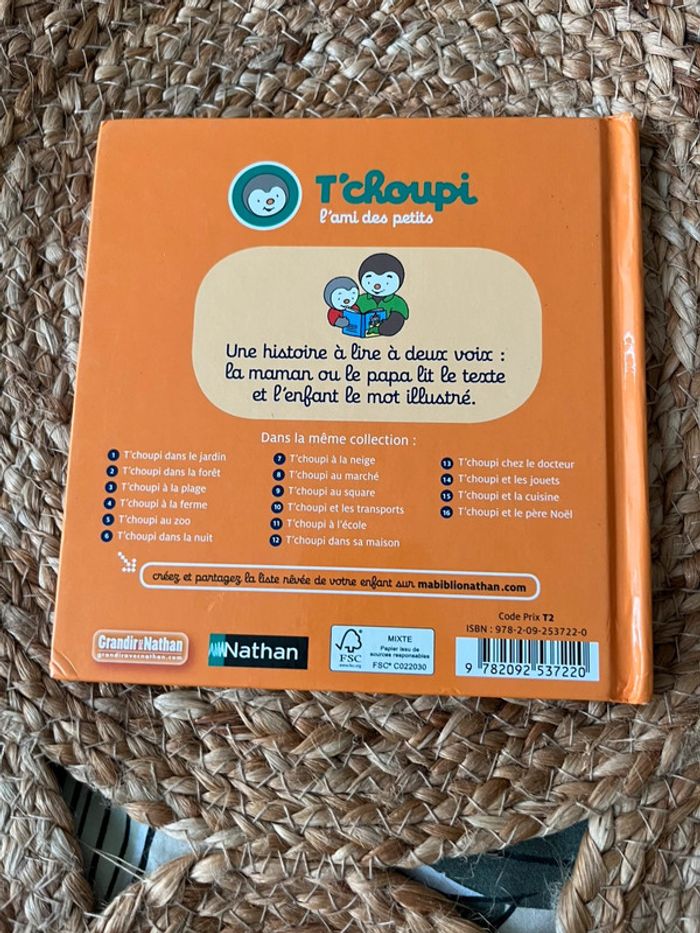 T'choupi
l'ami des petits
Une histoire à lire à deux voix :
la maman ou le papa lit le texte
et l'enfant le mot illustré.
Dans la même collection :
1 T'choupi dans le jardin
2 T'choupi dans la forêt
3 T'choupi à la plage
4 T'choupi à la ferme
5 T'choupi au zoo
6 T'choupi dans la nuit
7 T'choupi à la neige
8 T'choupi au marché
9 T'choupi au square
10 T'choupi et les transports
11 T'choupi à l'école
12 T'choupi dans sa maison
13 T'choupi chez le docteur
14 T'choupi et les jouets
15 T'choupi et la cuisine
16 T'choupi et le père Noël
créez et partagez la liste rêvée de votre enfant sur mabiblionathan.com
Grandir avec Nathan
grandiravecnathan.com
Nathan
FSC
www.fsc.org
MIXTE
Papier issu de
sources responsables
FSC® C022030
Code Prix T2
ISBN : 978-2-09-253722-0
9 782092 537220